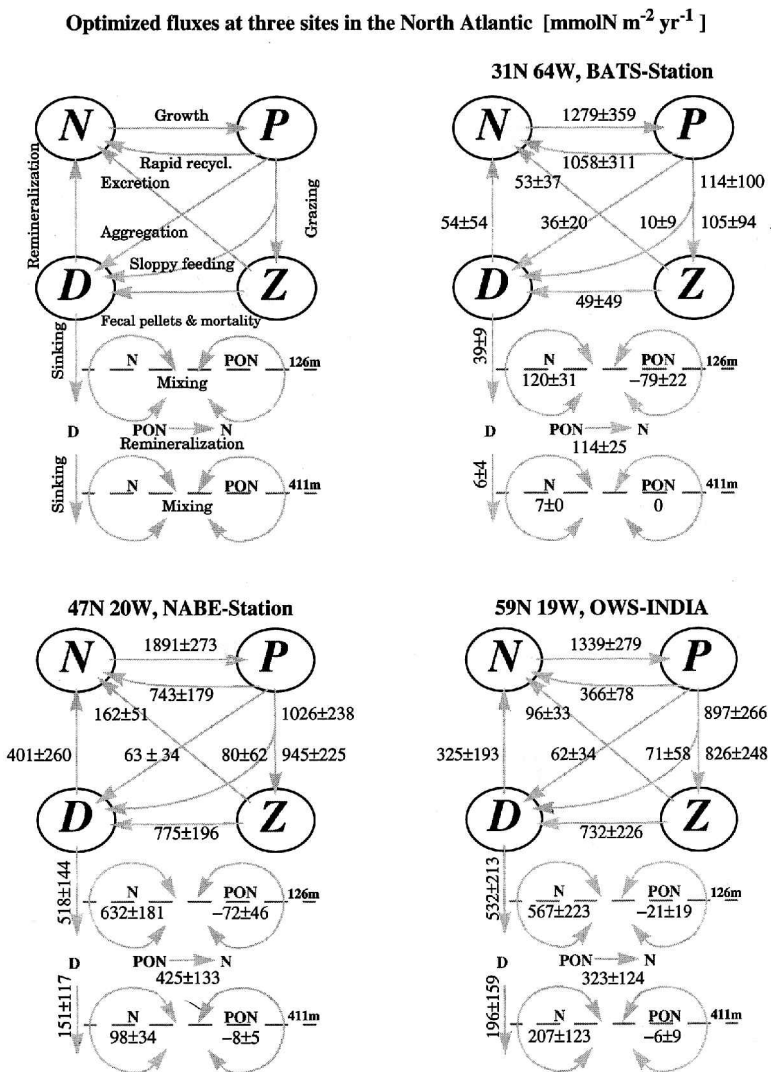 Optimized fluxes at three sites in the North Atlantic [mmolN m⁻² yr⁻¹ ]
N
Growth
P
Rapid recycl.
Remineralization
Excretion
Grazing
Aggregation
Sloppy feeding
D
Z
Fecal pellets & mortality
Sinking
N
PON
126m
Mixing
D
PON
N
Remineralization
Sinking
N
PON
411m
Mixing
31N 64W, BATS-Station
N
1279±359
P
1058±311
53±37
114±100
54±54
36±20
10±9
105±94
D
Z
49±49
39±9
N
PON
126m
120±31
−79±22
D
PON
N
114±25
6±4
N
PON
411m
7±0
0
47N 20W, NABE-Station
N
1891±273
P
743±179
162±51
1026±238
401±260
63 ± 34
80±62
945±225
D
Z
775±196
518±144
N
PON
126m
632±181
−72±46
D
PON
N
425±133
151±117
N
PON
411m
98±34
−8±5
59N 19W, OWS-INDIA
N
1339±279
P
366±78
96±33
897±266
325±193
62±34
71±58
826±248
D
Z
732±226
532±213
N
PON
126m
567±223
−21±19
D
PON
N
323±124
196±159
N
PON
411m
207±123
−6±9